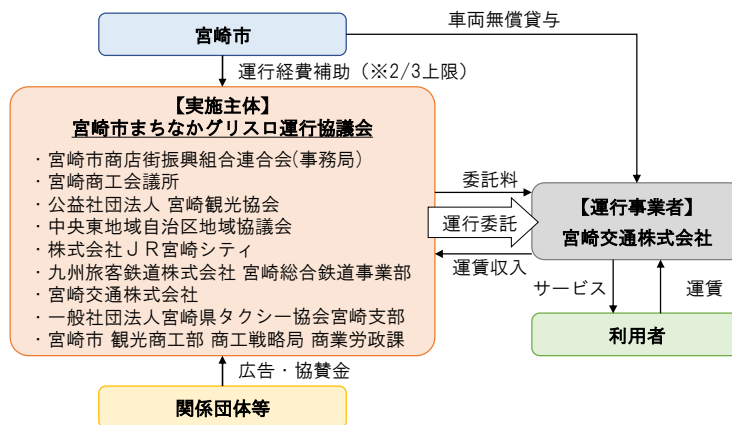 車両無償貸与
宮崎市
運行経費補助（※2/3上限）
【実施主体】
宮崎市まちなかグリスロ運行協議会
・宮崎市商店街振興組合連合会(事務局)
・宮崎商工会議所
・公益社団法人 宮崎観光協会
・中央東地域自治区地域協議会
・株式会社ＪＲ宮崎シティ
・九州旅客鉄道株式会社 宮崎総合鉄道事業部
・宮崎交通株式会社
・一般社団法人宮崎県タクシー協会宮崎支部
・宮崎市 観光商工部 商工戦略局 商業労政課
委託料
運行委託
運賃収入
【運行事業者】
宮崎交通株式会社
サービス
運賃
利用者
広告・協賛金
関係団体等